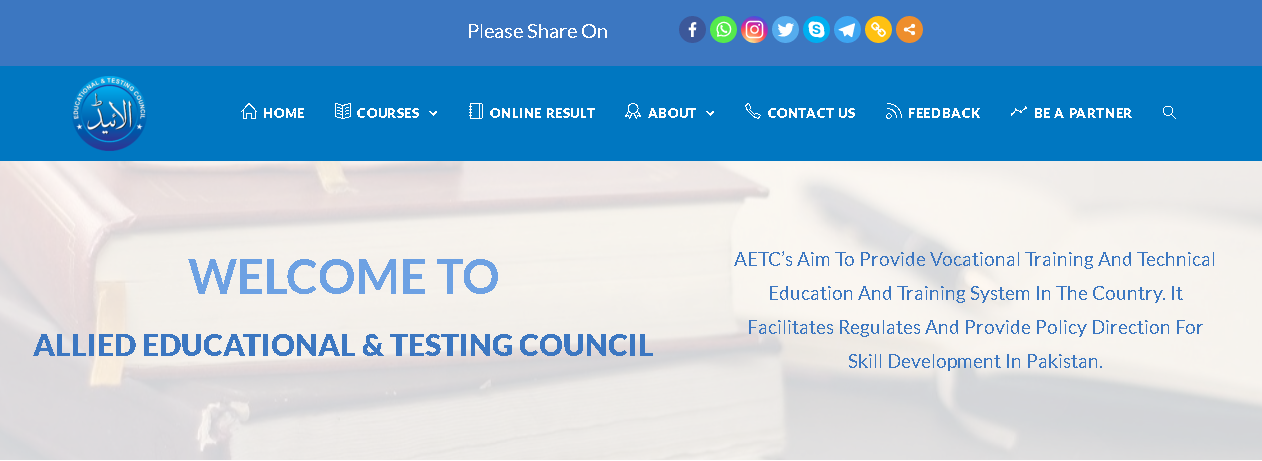 Please Share On
EDUCATIONAL & TESTING COUNCIL
الائیڈ
HOME COURSES ONLINE RESULT ABOUT CONTACT US FEEDBACK BE A PARTNER
WELCOME TO
ALLIED EDUCATIONAL & TESTING COUNCIL
AETC’s Aim To Provide Vocational Training And Technical
Education And Training System In The Country. It
Facilitates Regulates And Provide Policy Direction For
Skill Development In Pakistan.